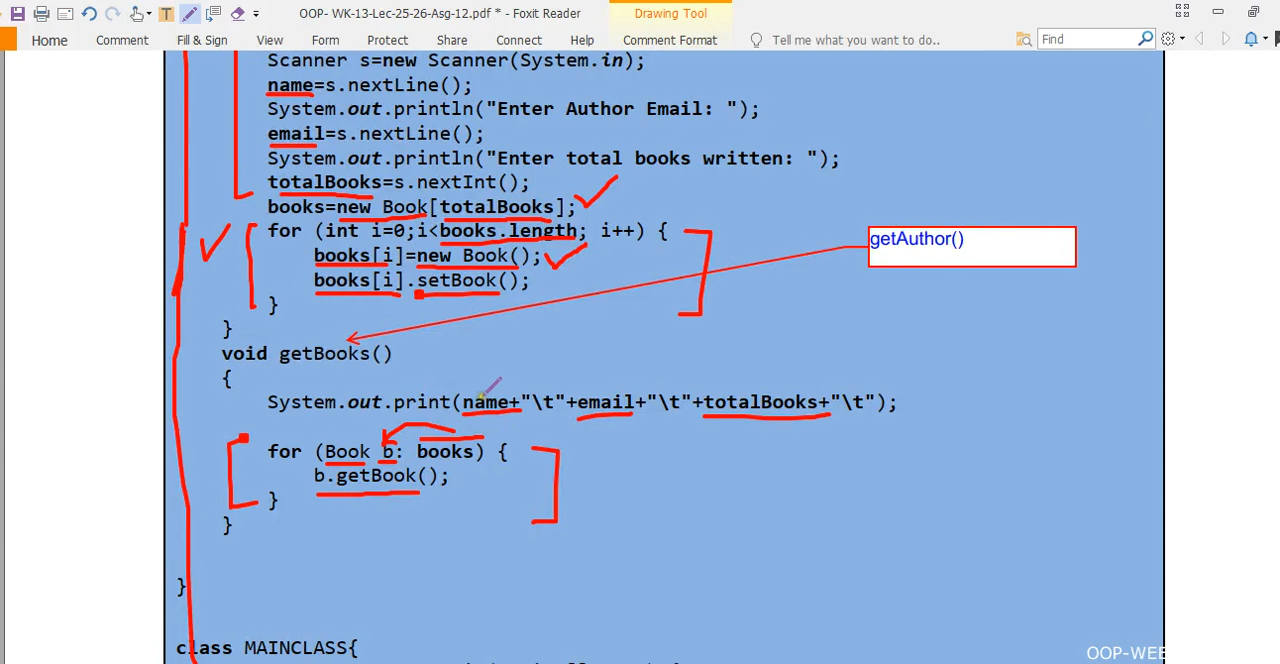 OOP- WK-13-Lec-25-26-Asg-12.pdf * - Foxit Reader
Drawing Tool
Home Comment Fill & Sign View Form Protect Share Connect Help Comment Format Tell me what you want to do.. Find
Scanner s=new Scanner(System.in);
name=s.nextLine();
System.out.println("Enter Author Email: ");
email=s.nextLine();
System.out.println("Enter total books written: ");
totalBooks=s.nextInt();
books=new Book[totalBooks];
for (int i=0;i<books.length; i++) {
getAuthor()
books[i]=new Book();
books[i].setBook();
}
}
void getBooks()
{
System.out.print(name+"\t"+email+"\t"+totalBooks+"\t");
for (Book b: books) {
b.getBook();
}
}
}
class MAINCLASS{
OOP-WEE